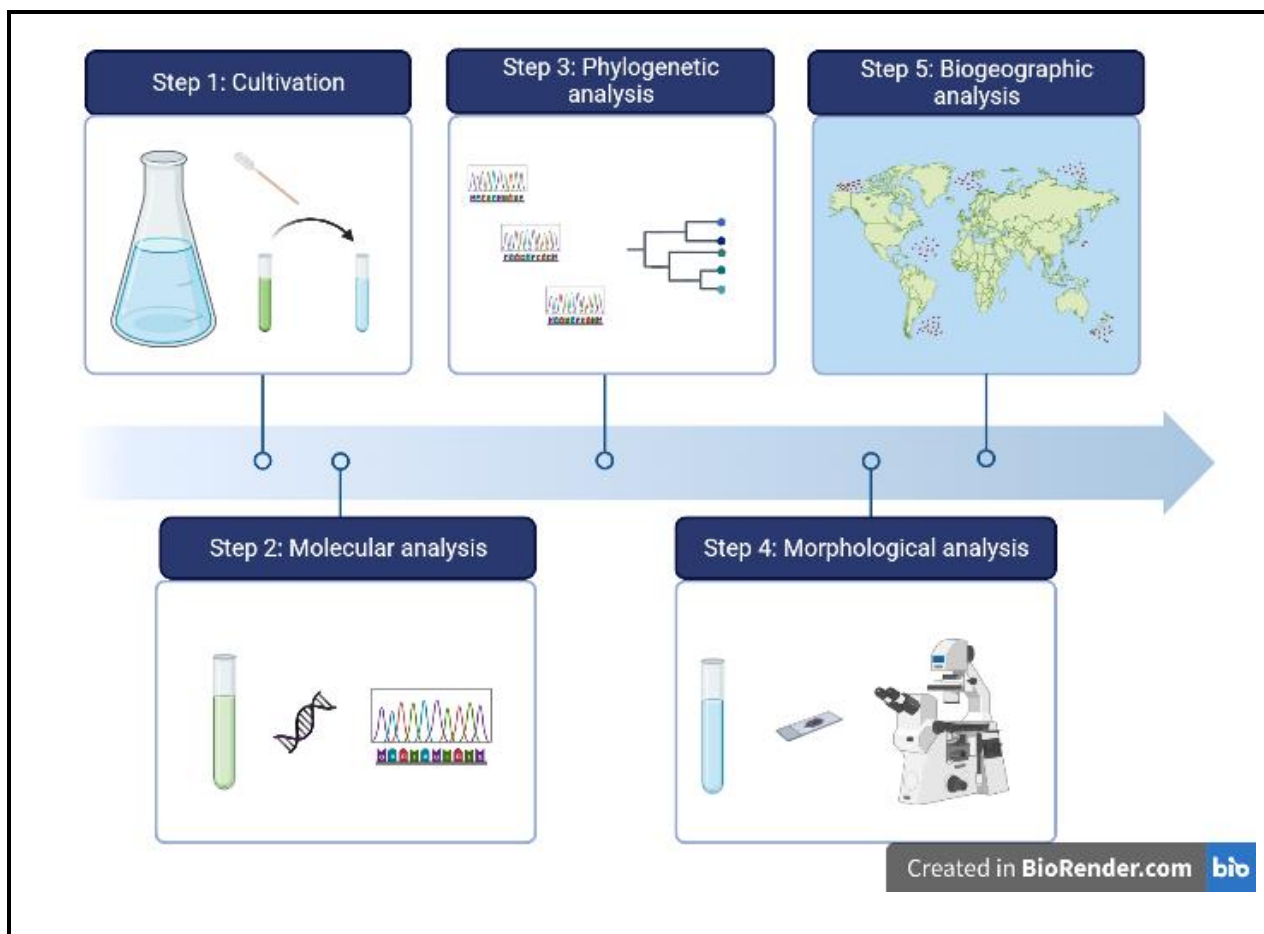 Step 1: Cultivation
Step 2: Molecular analysis
Step 3: Phylogenetic
analysis
Step 4: Morphological analysis
Step 5: Biogeographic
analysis
Created in BioRender.com bio